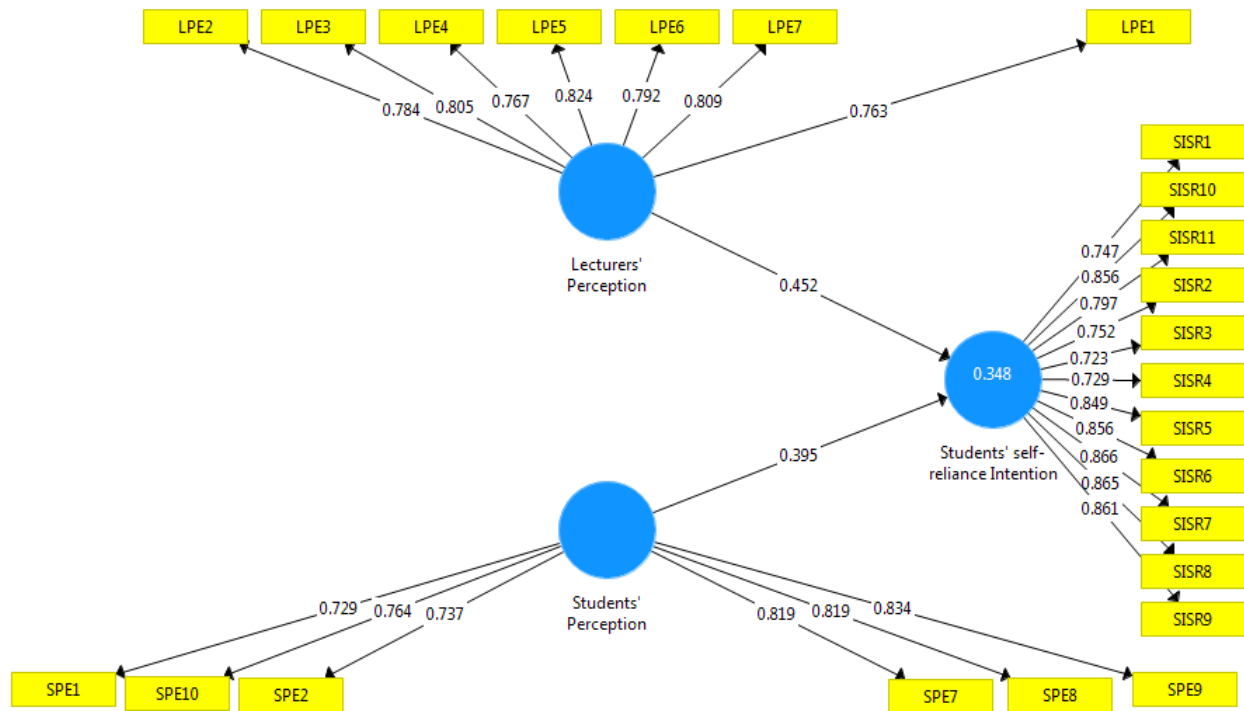 LPE2 LPE3 LPE4 LPE5 LPE6 LPE7 LPE1
0.784 0.805 0.767 0.824 0.792 0.809 0.763
Lecturers'
Perception
0.452
SISR1
SISR10
SISR11
SISR2
SISR3
SISR4
SISR5
SISR6
SISR7
SISR8
SISR9
0.747
0.856
0.797
0.752
0.723
0.729
0.849
0.856
0.866
0.865
0.861
0.348
Students' self-
reliance Intention
0.395
Students'
Perception
0.729 0.764 0.737 0.819 0.819 0.834
SPE1 SPE10 SPE2 SPE7 SPE8 SPE9